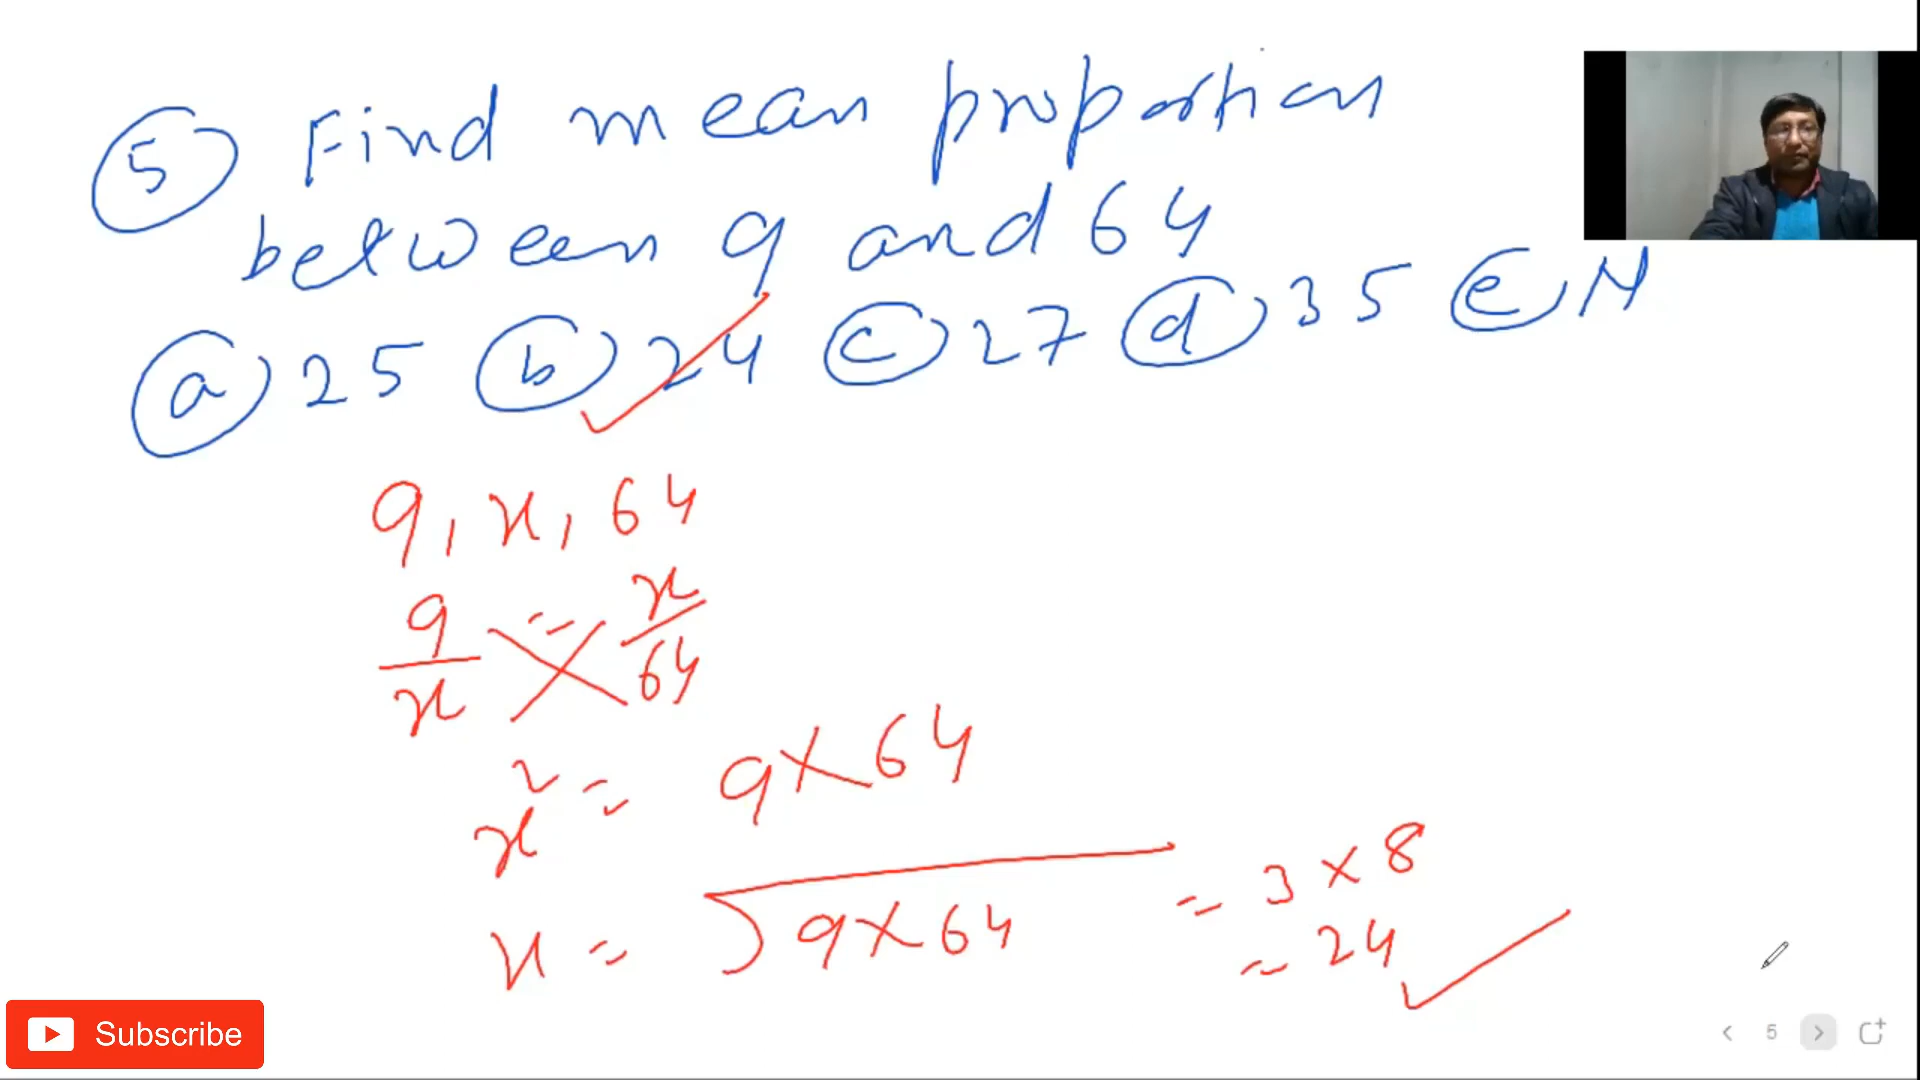 5 Find mean proportion
between 9 and 64
a 25 b 24 c 27 d 35 e N
9, x, 64
9/x = x/64
x² = 9 × 64
x = √9×64 = 3 × 8
= 24
Subscribe
5